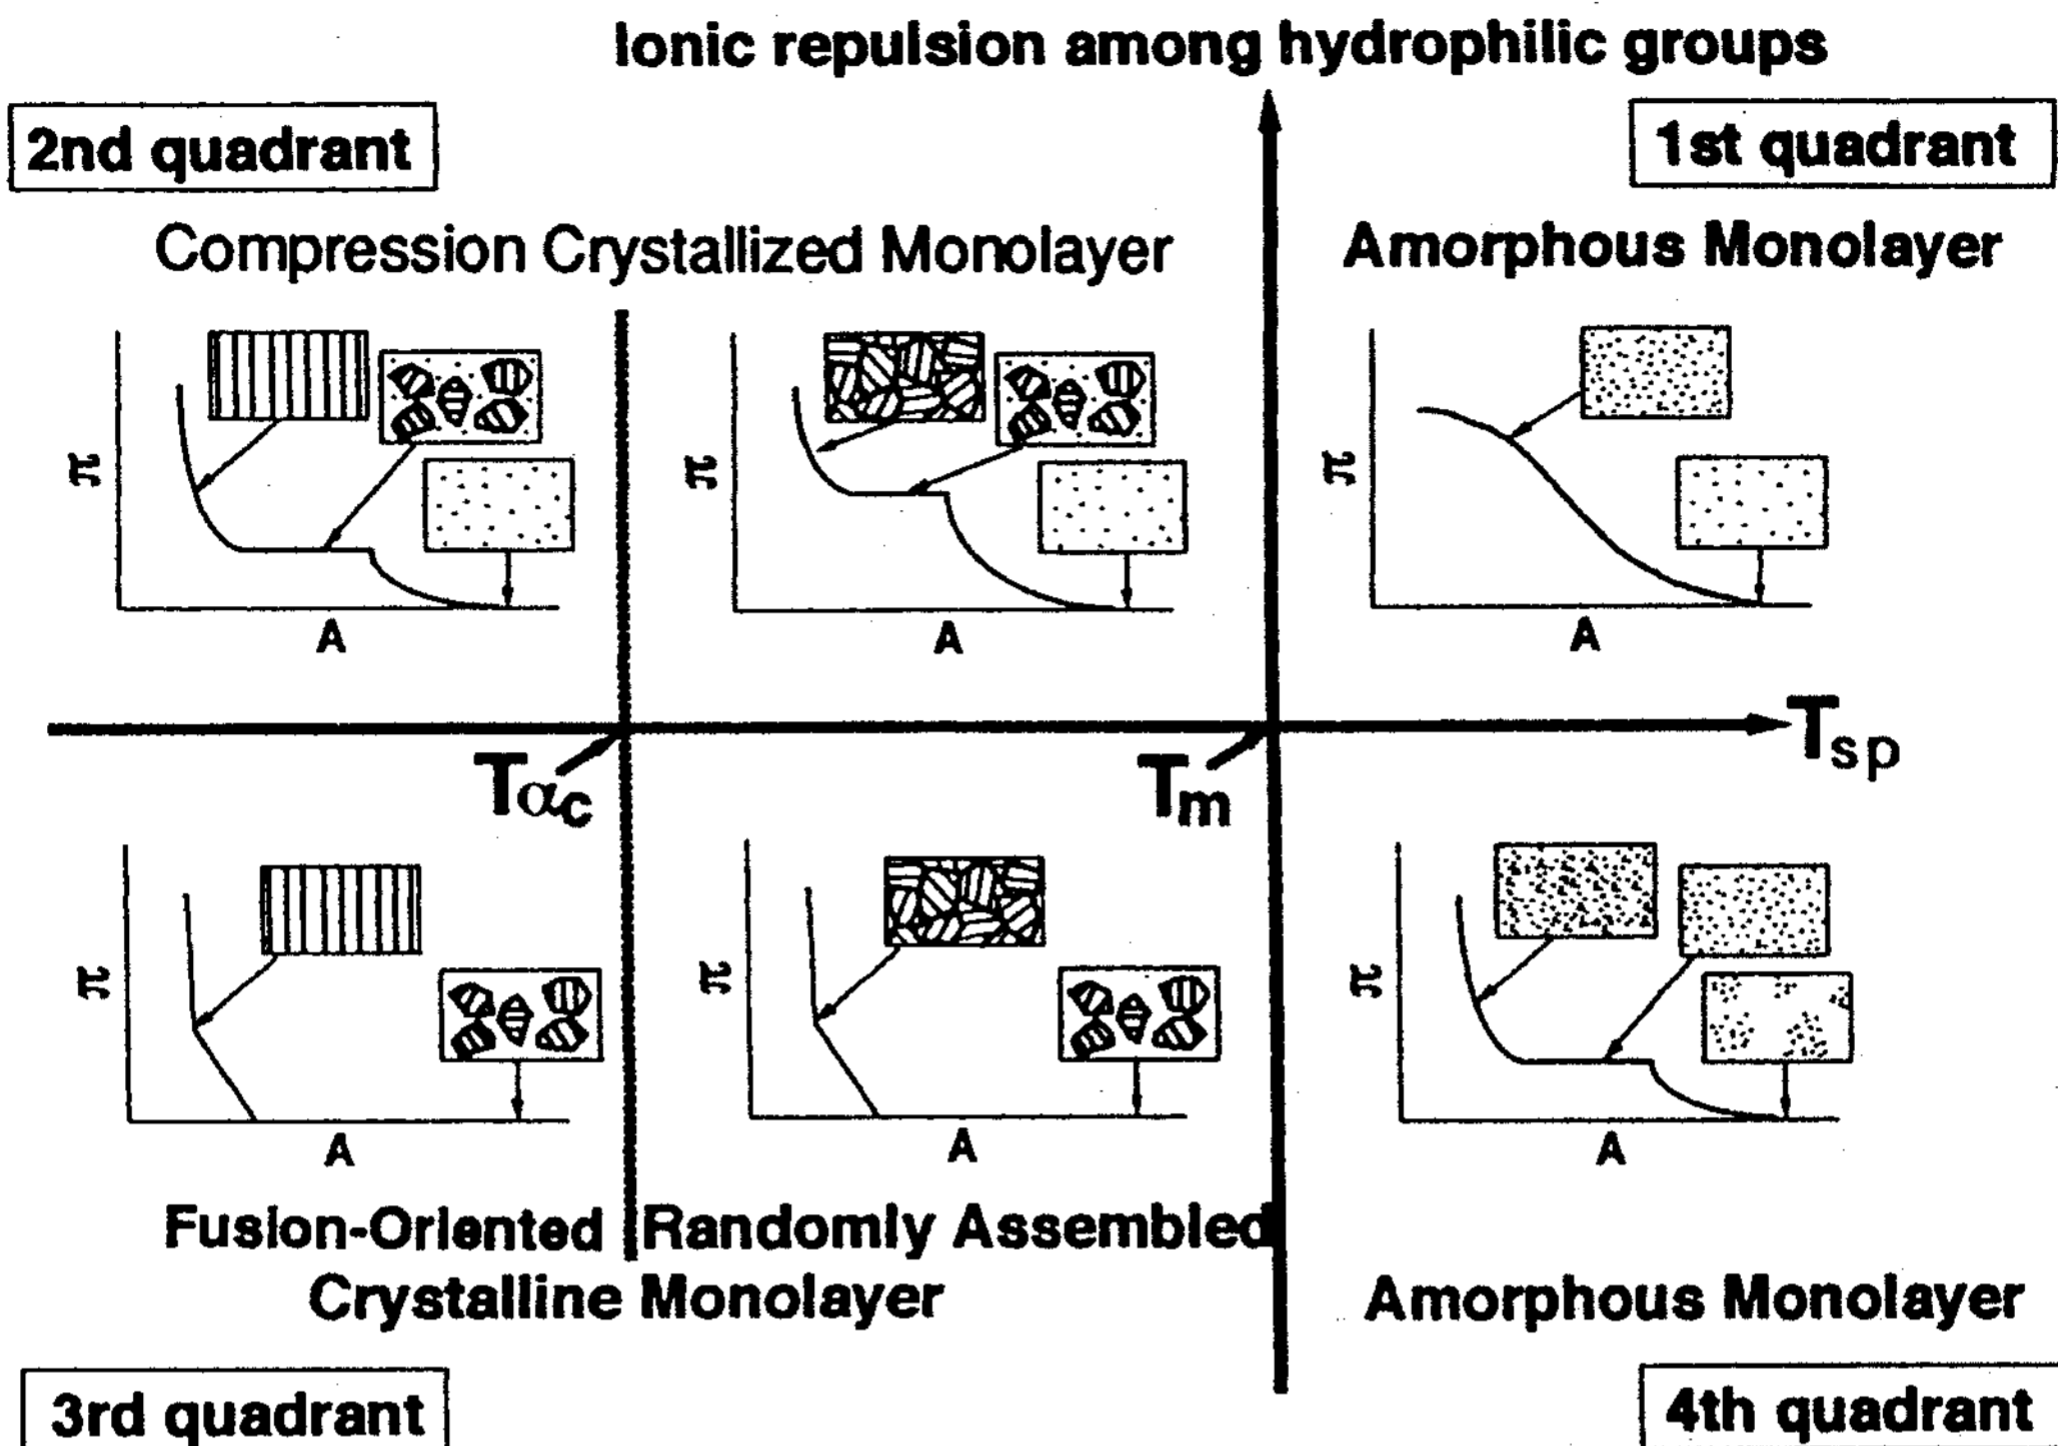 Ionic repulsion among hydrophilic groups
2nd quadrant
1st quadrant
Compression Crystallized Monolayer
Amorphous Monolayer
π
A
π
A
π
A
Tsp
Tαc
Tm
π
A
π
A
π
A
Fusion-Oriented
Randomly Assembled
Crystalline Monolayer
Amorphous Monolayer
3rd quadrant
4th quadrant